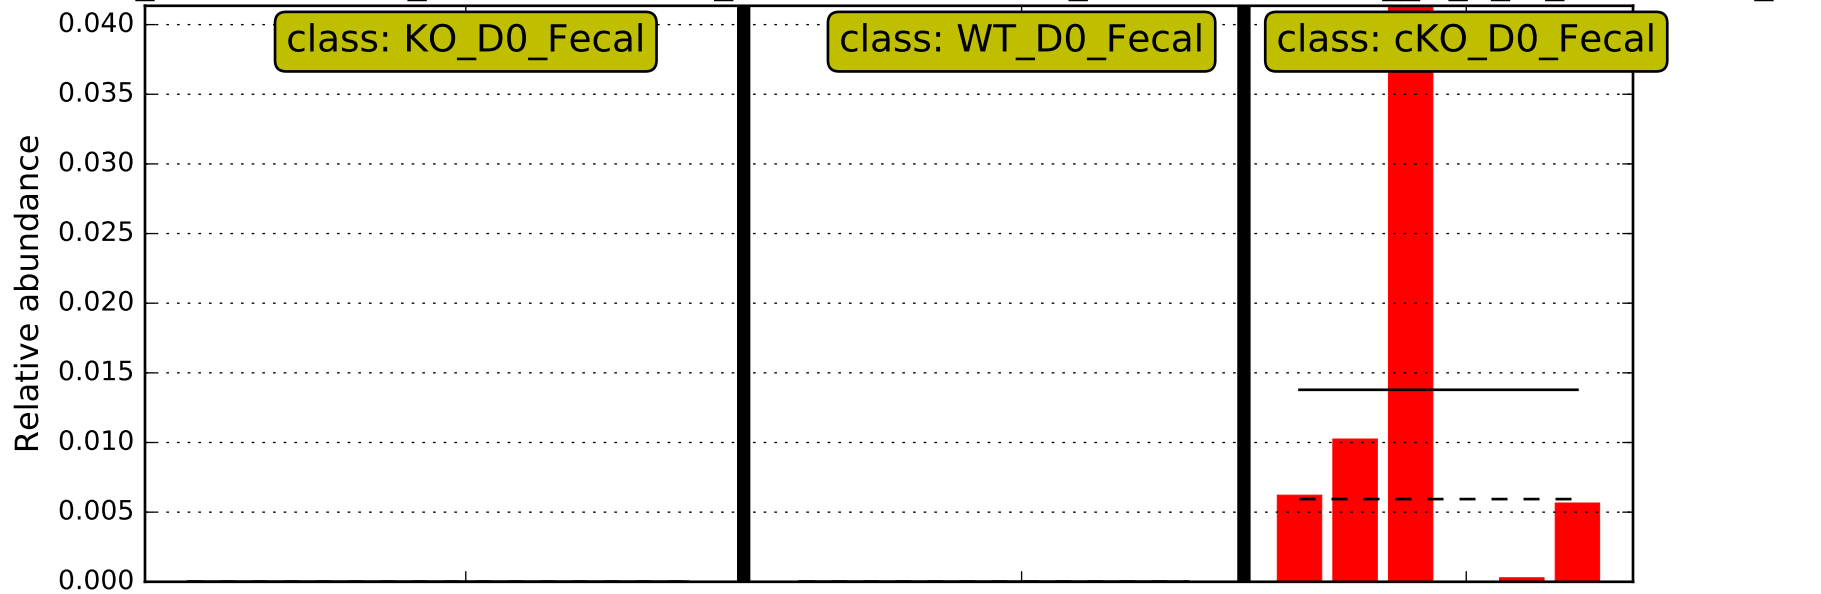 class: KO_D0_Fecal
class: WT_D0_Fecal
class: cKO_D0_Fecal
Relative abundance
0.040
0.035
0.030
0.025
0.020
0.015
0.010
0.005
0.000